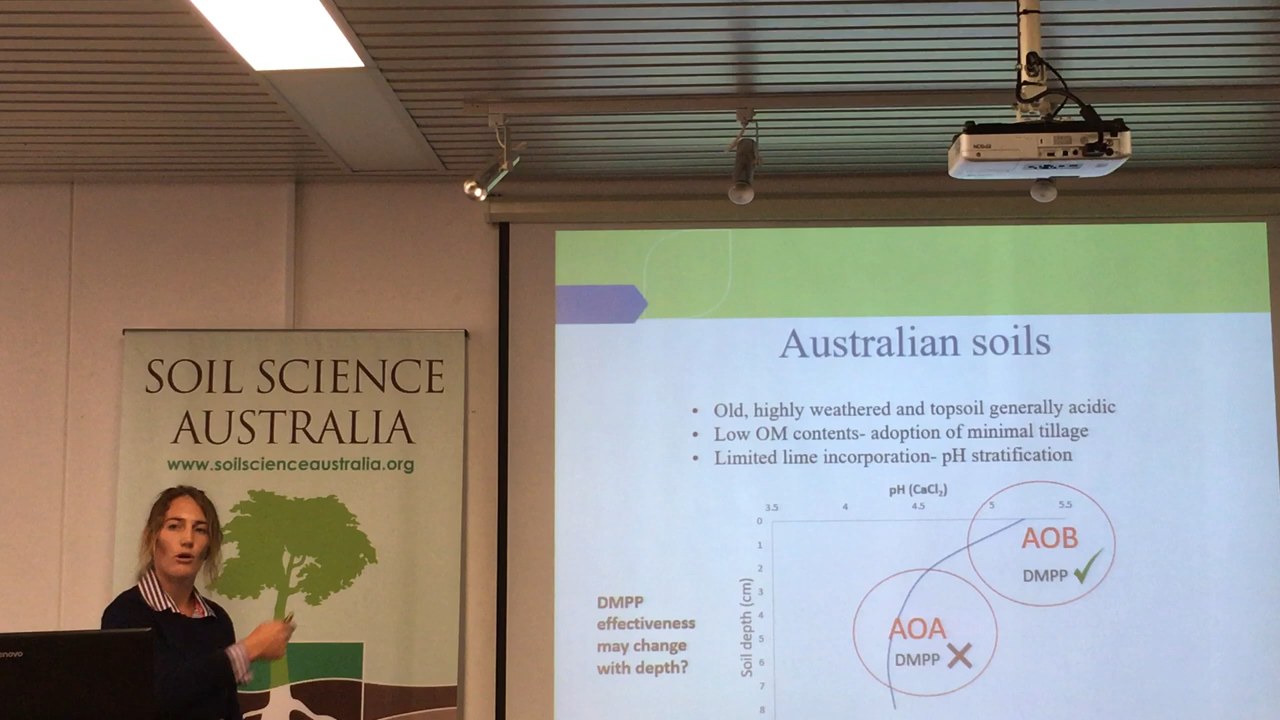 SOIL SCIENCE
AUSTRALIA
www.soilscienceaustralia.org
enovo
EPSON
Australian soils
• Old, highly weathered and topsoil generally acidic
• Low OM contents- adoption of minimal tillage
• Limited lime incorporation- pH stratification
pH (CaCl₂)
3.5 4 4.5 5 5.5
0
1
2
3
4
5
6
7
8
Soil depth (cm)
AOB
DMPP ✓
AOA
DMPP ✕
DMPP
effectiveness
may change
with depth?